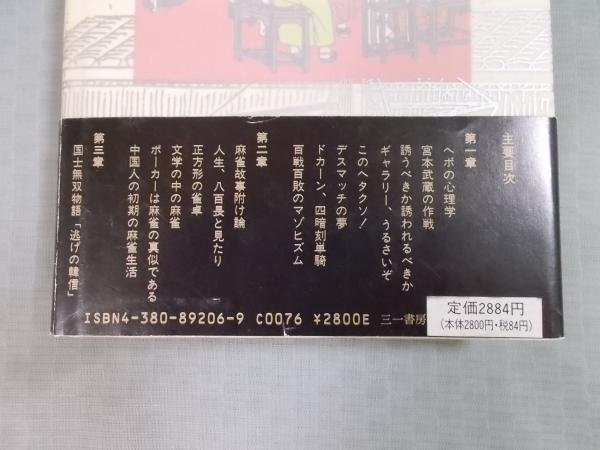 主要目次
第一章
ヘボの心理学
宮本武蔵の作戦
誘うべきか誘われるべきか
ギャラリー、うるさいぞ
このヘタクソ!
デスマッチの夢
ドカーン、四暗刻単騎
百戦百敗のマゾヒズム
第二章
麻雀故事附け論
人生、八百長と見たり
正方形の雀卓
文学の中の麻雀
ポーカーは麻雀の真似である
中国人の初期の麻雀生活
第三章
国士無双物語「逃げの韓信」
ISBN4-380-89206-9 C0076 ¥2800E 三一書房
定価2884円
(本体2800円・税84円)